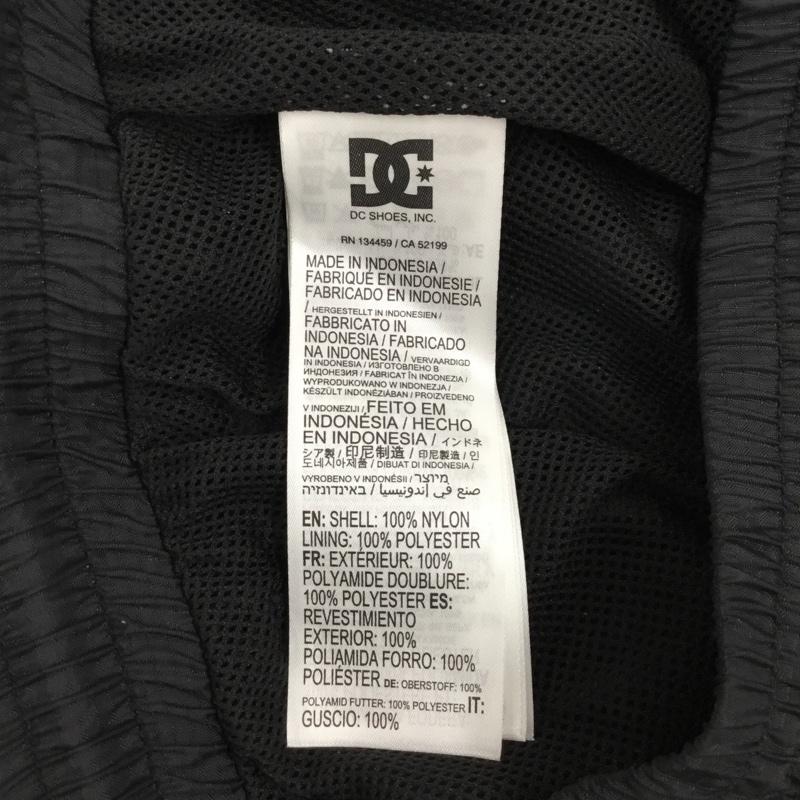 DC
DC SHOES, INC.
RN 134459 / CA 52199
MADE IN INDONESIA /
FABRIQUÉ EN INDONESIE /
FABRICADO EN INDONESIA
/ HERGESTELLT IN INDONESIEN /
FABBRICATO IN
INDONESIA / FABRICADO
NA INDONESIA / VERVAARDIGD
IN INDONESIA / ИЗГОТОВЛЕНО В
ИНДОНЕЗИЯ / FABRICAT ÎN INDONEZIA /
WYPRODUKOWANO W INDONEZJA /
KÉSZÜLT INDONÉZIÁBAN / PROIZVEDENO
V INDONEZIJI / FEITO EM
INDONÉSIA / HECHO
EN INDONESIA / インドネ
シア製 / 印尼制造 / 印尼製造 / 인
도네시아제품 / DIBUAT DI INDONESIA /
VYROBENO V INDONÉSII / מיוצר
באינדונזיה / صنع في إندونيسيا
EN: SHELL: 100% NYLON
LINING: 100% POLYESTER
FR: EXTÉRIEUR: 100%
POLYAMIDE DOUBLURE:
100% POLYESTER ES:
REVESTIMIENTO
EXTERIOR: 100%
POLIAMIDA FORRO: 100%
POLIÉSTER DE: OBERSTOFF: 100%
POLYAMID FUTTER: 100% POLYESTER IT:
GUSCIO: 100%